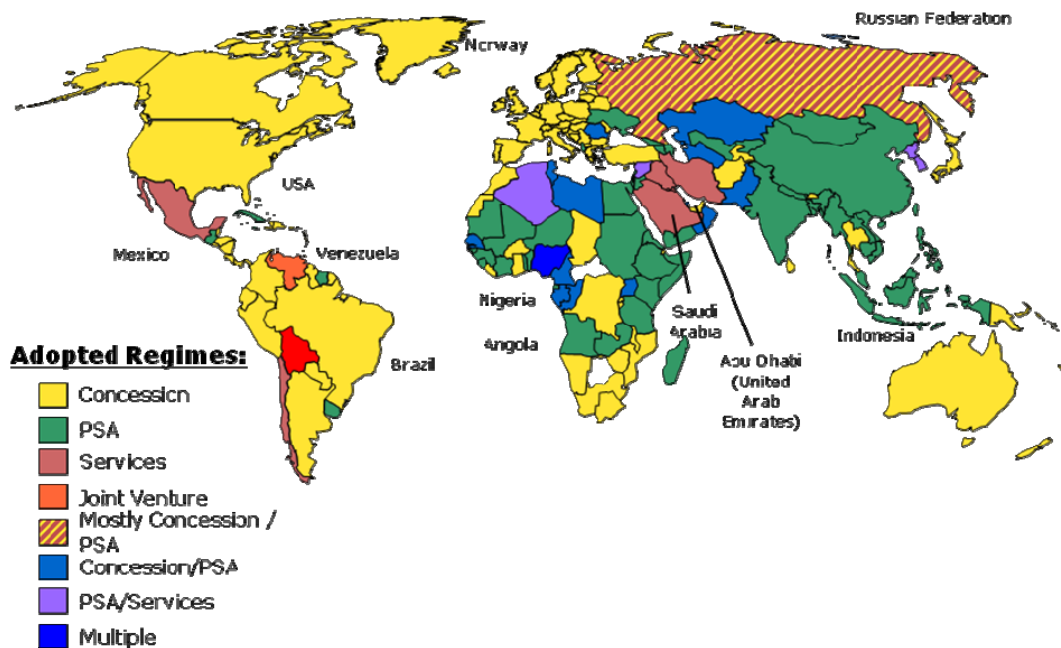 Russian Federation
Norway
USA
Mexico
Venezuela
Nigeria
Saudi
Arabia
Angola
Indonesia
Brazil
Abu Dhabi
(United
Arab
Emirates)
Adopted Regimes:
Concession
PSA
Services
Joint Venture
Mostly Concession /
PSA
Concession/PSA
PSA/Services
Multiple